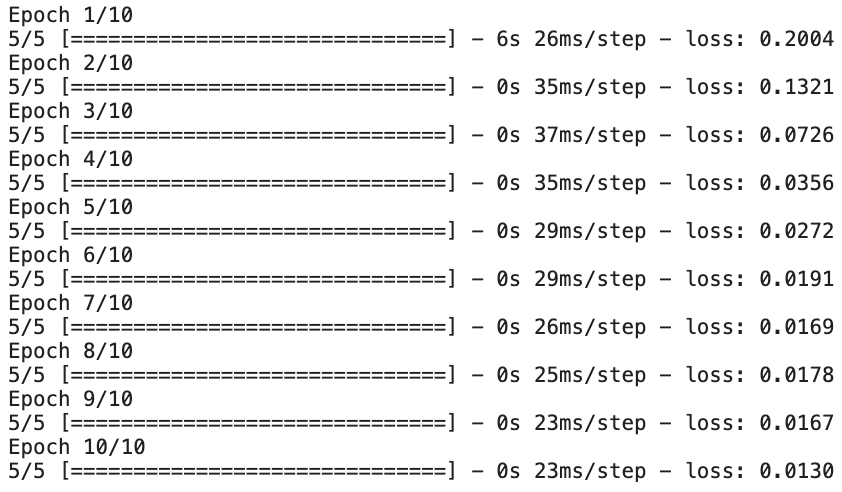 Epoch 1/10
5/5 [==============================] - 6s 26ms/step - loss: 0.2004
Epoch 2/10
5/5 [==============================] - 0s 35ms/step - loss: 0.1321
Epoch 3/10
5/5 [==============================] - 0s 37ms/step - loss: 0.0726
Epoch 4/10
5/5 [==============================] - 0s 35ms/step - loss: 0.0356
Epoch 5/10
5/5 [==============================] - 0s 29ms/step - loss: 0.0272
Epoch 6/10
5/5 [==============================] - 0s 29ms/step - loss: 0.0191
Epoch 7/10
5/5 [==============================] - 0s 26ms/step - loss: 0.0169
Epoch 8/10
5/5 [==============================] - 0s 25ms/step - loss: 0.0178
Epoch 9/10
5/5 [==============================] - 0s 23ms/step - loss: 0.0167
Epoch 10/10
5/5 [==============================] - 0s 23ms/step - loss: 0.0130